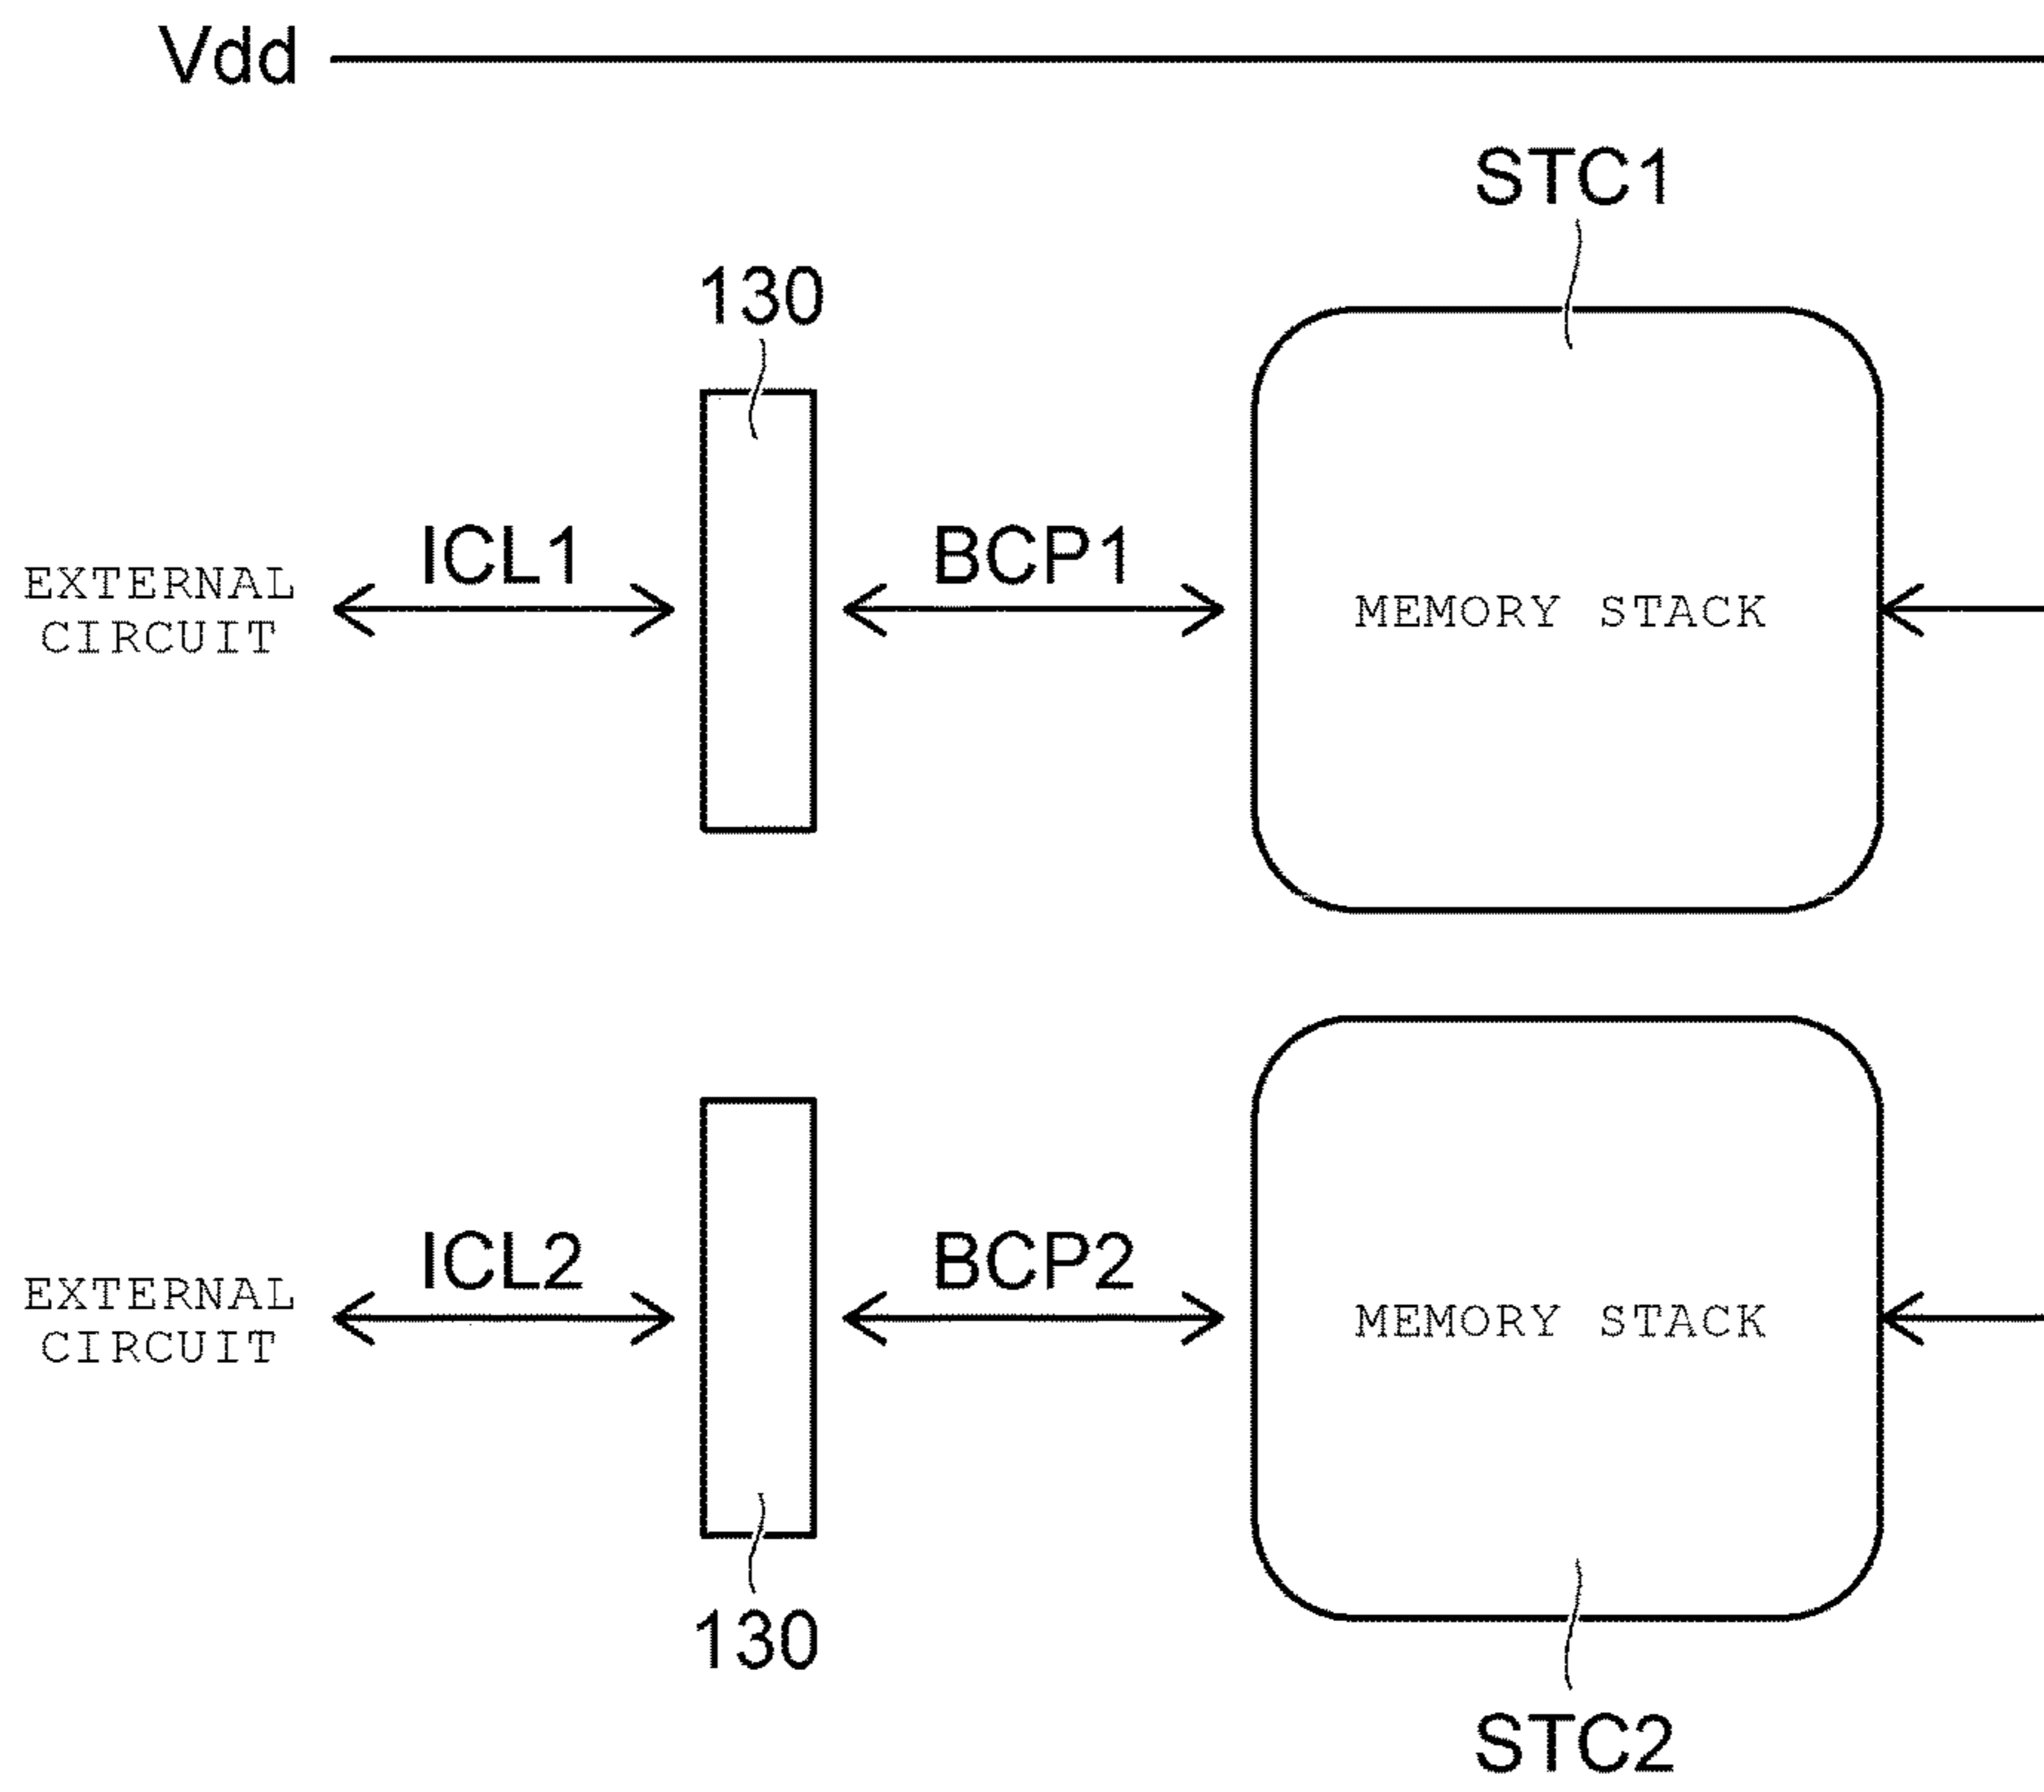 Vdd
STC1
130
ICL1
BCP1
EXTERNAL
CIRCUIT
MEMORY STACK
ICL2
BCP2
EXTERNAL
CIRCUIT
MEMORY STACK
130
STC2